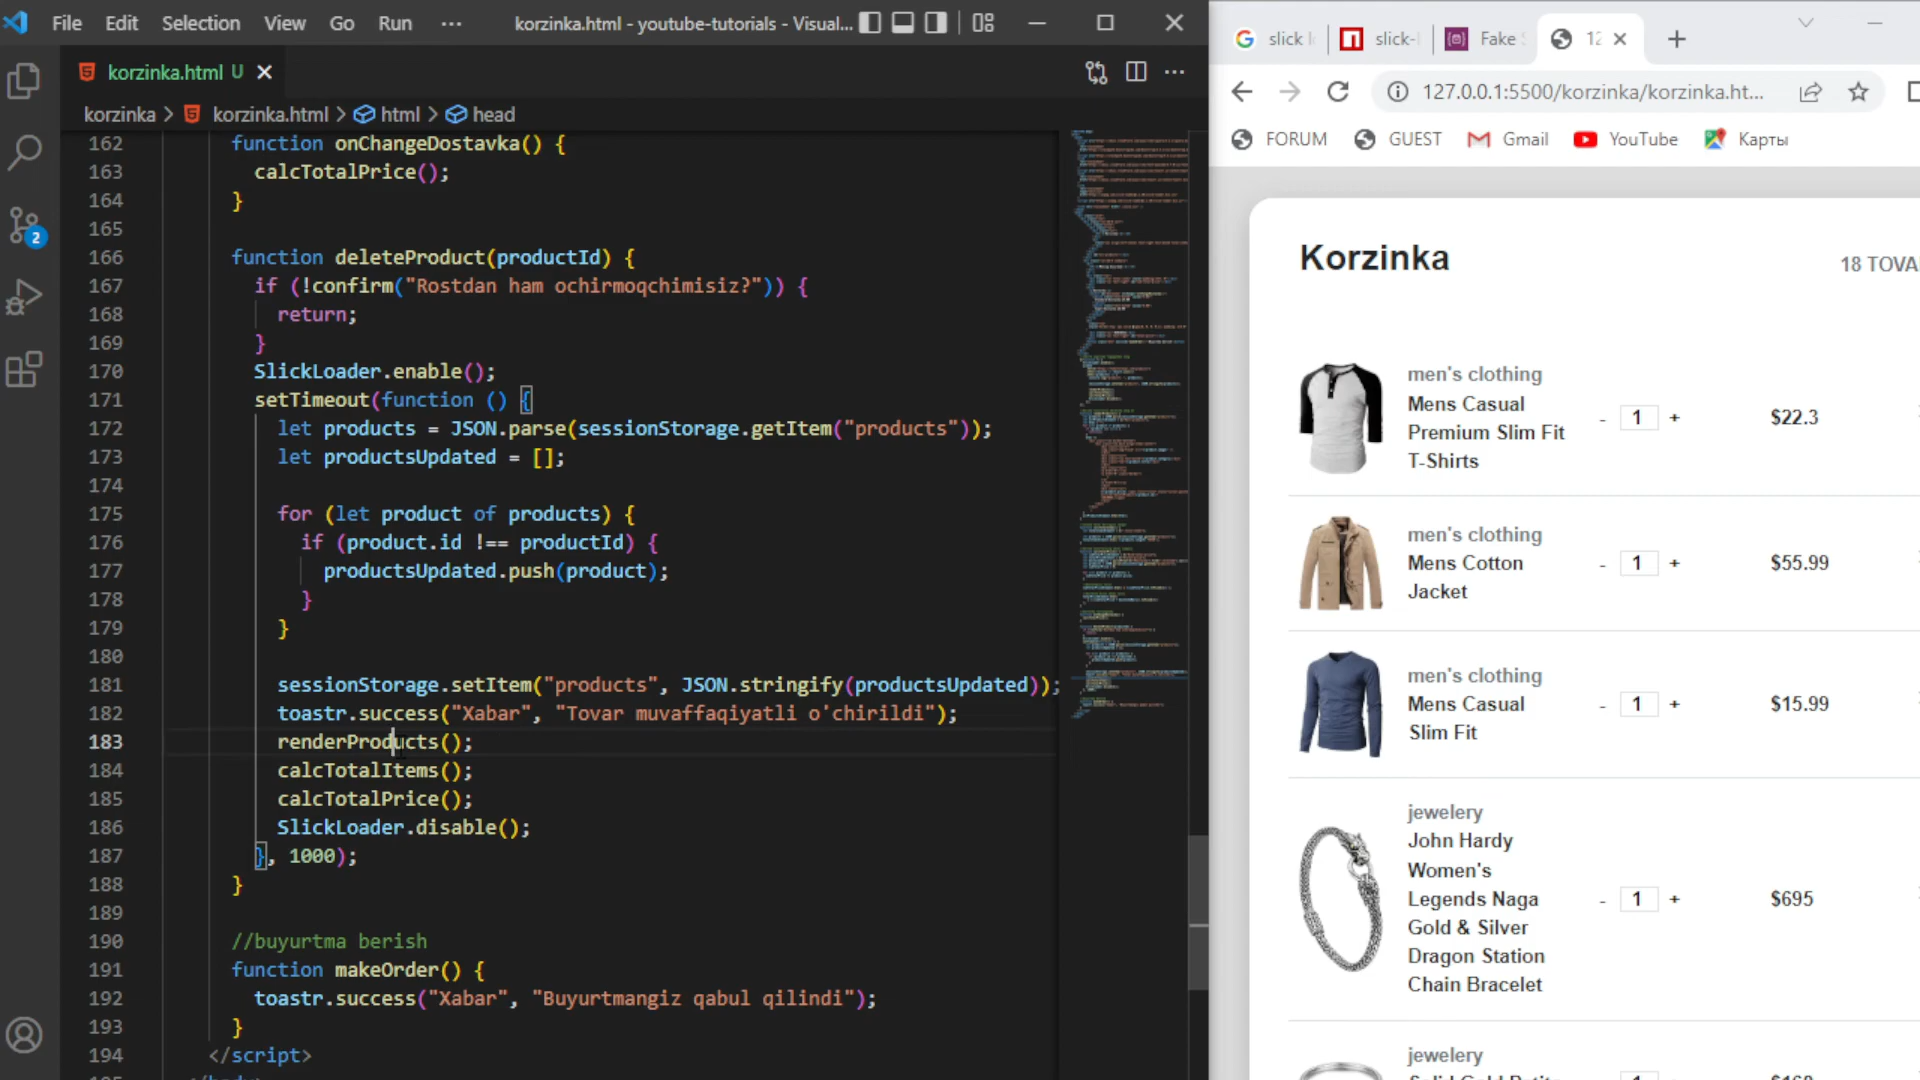 File Edit Selection View Go Run ··· korzinka.html - youtube-tutorials - Visual...
korzinka.html U
korzinka > korzinka.html > html > head
162 function onChangeDostavka() {
163 calcTotalPrice();
164 }
165
166 function deleteProduct(productId) {
167 if (!confirm("Rostdan ham ochirmoqchimisiz?")) {
168 return;
169 }
170 SlickLoader.enable();
171 setTimeout(function () {
172 let products = JSON.parse(sessionStorage.getItem("products"));
173 let productsUpdated = [];
174
175 for (let product of products) {
176 if (product.id !== productId) {
177 productsUpdated.push(product);
178 }
179 }
180
181 sessionStorage.setItem("products", JSON.stringify(productsUpdated));
182 toastr.success("Xabar", "Tovar muvaffaqiyatli o'chirildi");
183 renderProducts();
184 calcTotalItems();
185 calcTotalPrice();
186 SlickLoader.disable();
187 }, 1000);
188 }
189
190 //buyurtma berish
191 function makeOrder() {
192 toastr.success("Xabar", "Buyurtmangiz qabul qilindi");
193 }
194 </script>
2
slick slick- Fake 12
127.0.0.1:5500/korzinka/korzinka.ht...
FORUM GUEST Gmail YouTube Карты
Korzinka
18 TOVA
men's clothing
Mens Casual
Premium Slim Fit
T-Shirts
- 1 + $22.3
men's clothing
Mens Cotton
Jacket
- 1 + $55.99
men's clothing
Mens Casual
Slim Fit
- 1 + $15.99
jewelery
John Hardy
Women's
Legends Naga
Gold & Silver
Dragon Station
Chain Bracelet
- 1 + $695
jewelery